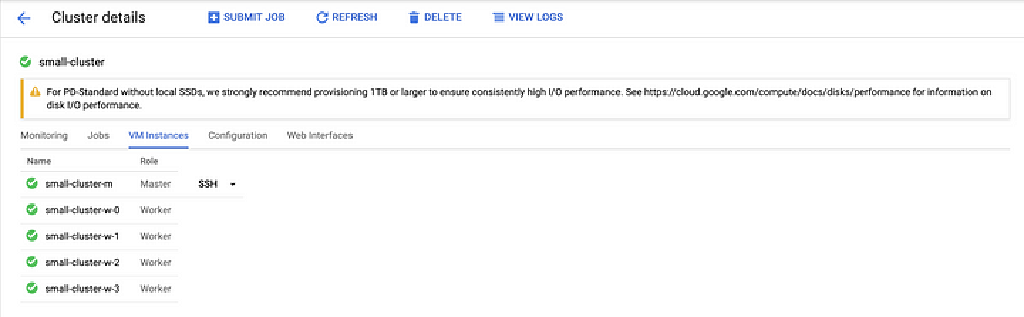 Cluster details SUBMIT JOB REFRESH DELETE VIEW LOGS
small-cluster
For PD-Standard without local SSDs, we strongly recommend provisioning 1TB or larger to ensure consistently high I/O performance. See https://cloud.google.com/compute/docs/disks/performance for information on
disk I/O performance.
Monitoring Jobs VM Instances Configuration Web Interfaces
Name Role
small-cluster-m Master SSH
small-cluster-w-0 Worker
small-cluster-w-1 Worker
small-cluster-w-2 Worker
small-cluster-w-3 Worker